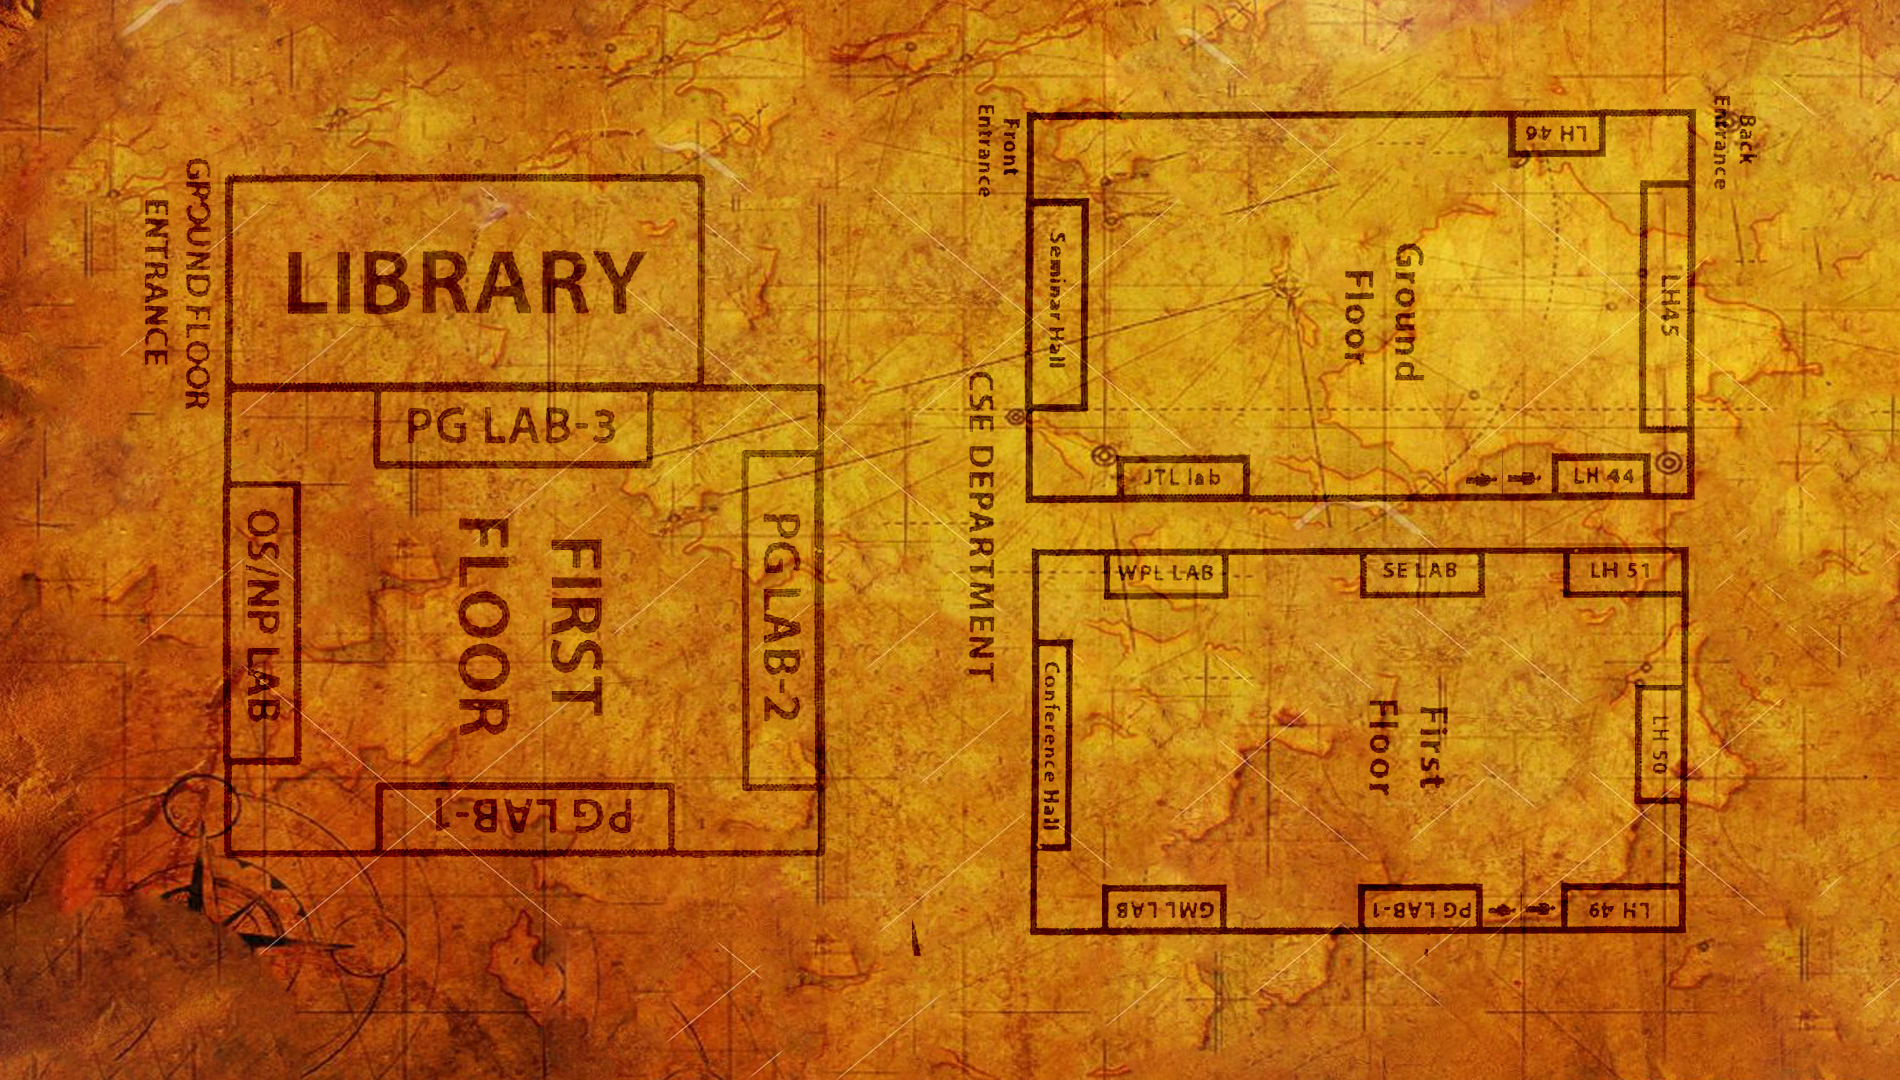 GROUND FLOOR
ENTRANCE
LIBRARY
PG LAB-3
OS/NP LAB
FIRST
FLOOR
PG LAB-2
PG LAB-1
CSE DEPARTMENT
Front
Entrance
Back
Entrance
LH 46
Seminar Hall
Ground
Floor
LH45
JTL lab
LH 44
WPL LAB
SE LAB
LH 51
Conference Hall
First
Floor
LH 50
GML LAB
PG LAB-1
LH 49